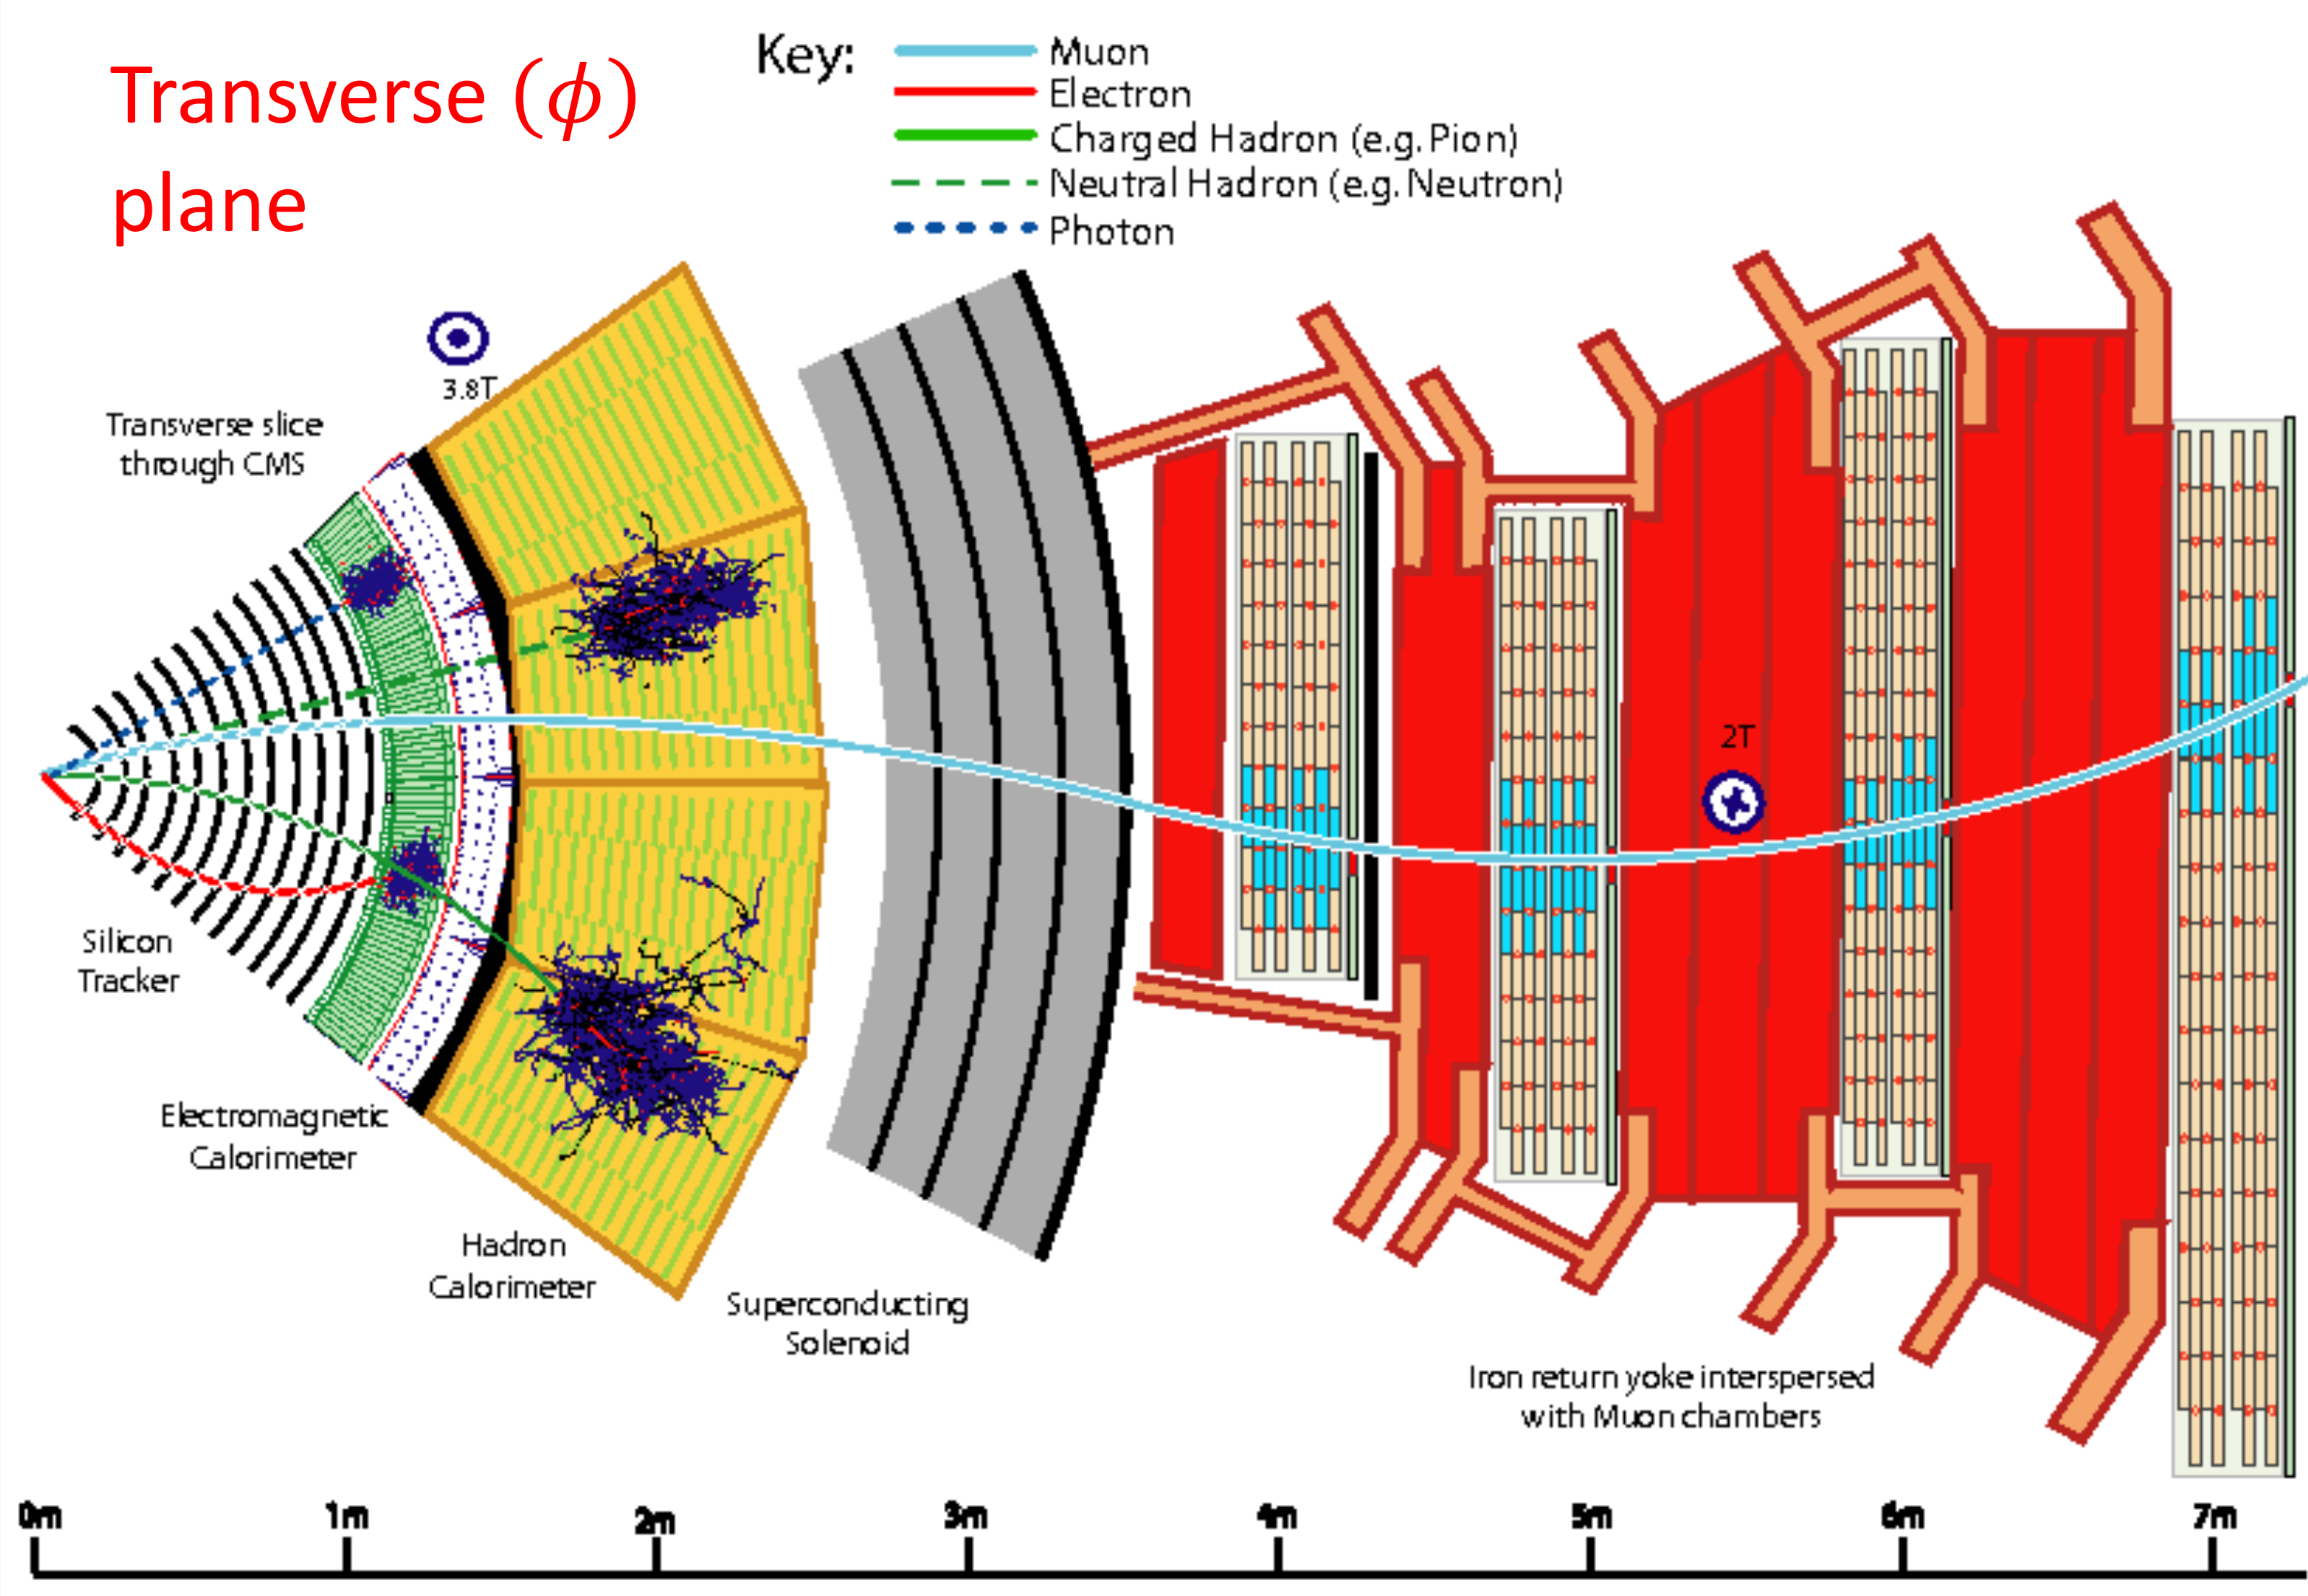 Transverse (ϕ)
plane
Key:
Muon
Electron
Charged Hadron (e.g. Pion)
Neutral Hadron (e.g. Neutron)
Photon
3.8T
Transverse slice
through CMS
2T
Silicon
Tracker
Electromagnetic
Calorimeter
Hadron
Calorimeter
Superconducting
Solenoid
Iron return yoke interspersed
with Muon chambers
0m 1m 2m 3m 4m 5m 6m 7m